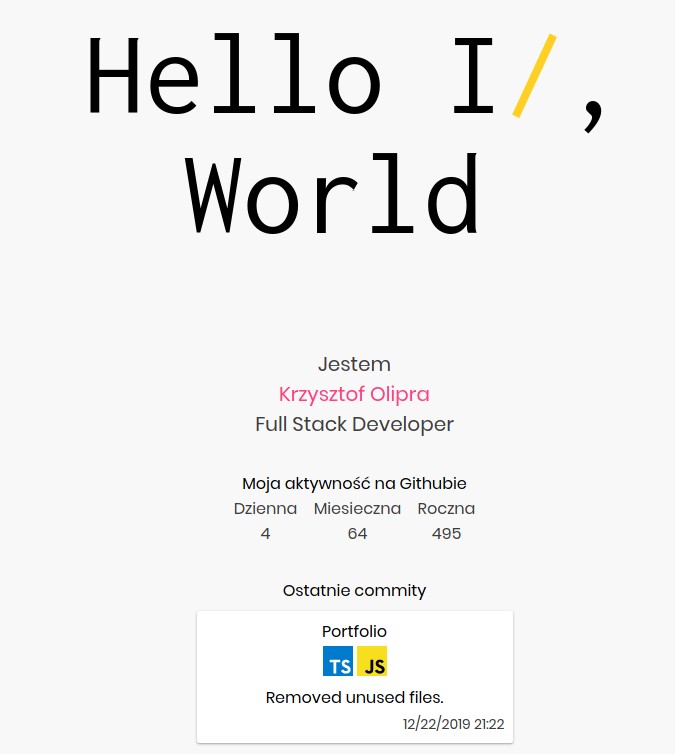 Hello I/,
World
Jestem
Krzysztof Olipra
Full Stack Developer
Moja aktywność na Githubie
Dzienna Miesieczna Roczna
4 64 495
Ostatnie commity
Portfolio
TS JS
Removed unused files.
12/22/2019 21:22